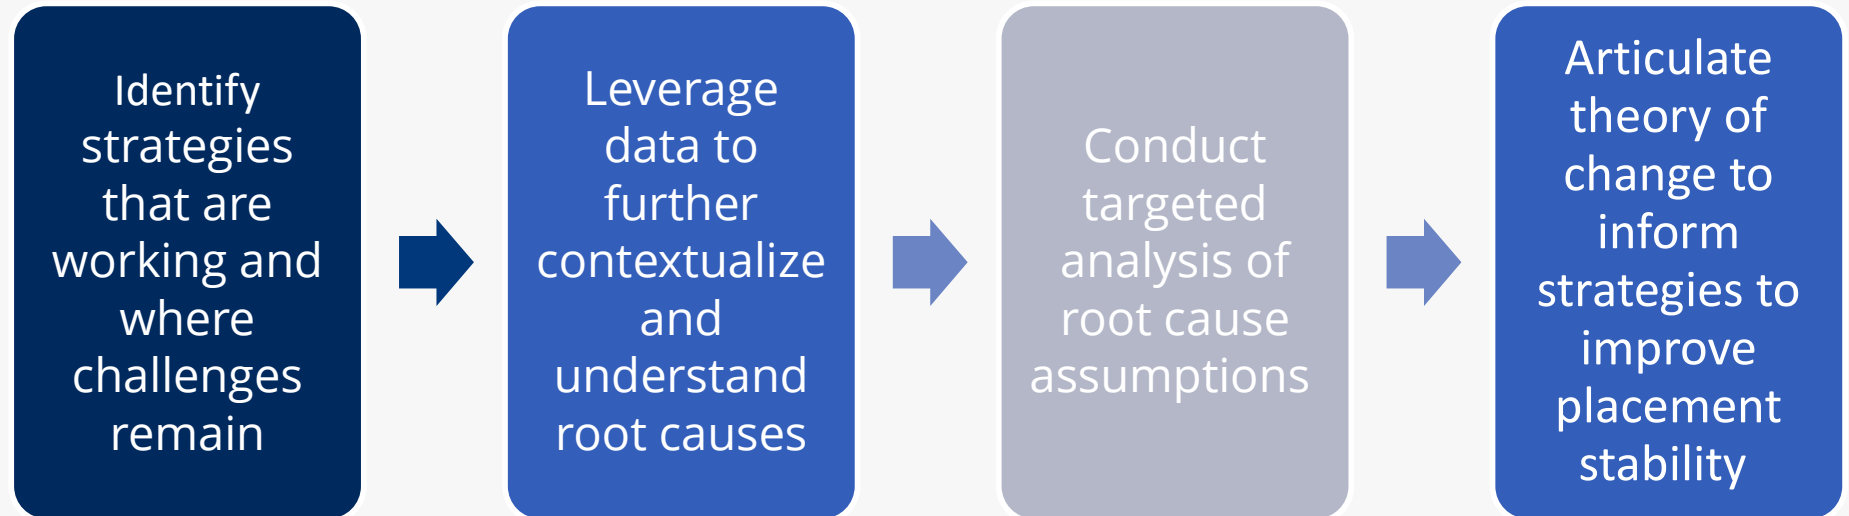 Identify
strategies
that are
working and
where
challenges
remain
Leverage
data to
further
contextualize
and
understand
root causes
Conduct
targeted
analysis of
root cause
assumptions
Articulate
theory of
change to
inform
strategies to
improve
placement
stability